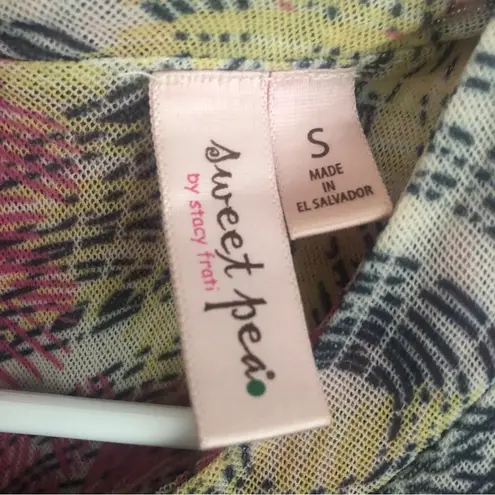 sweet pea
by stacy frati
S
MADE
IN
EL SALVADOR